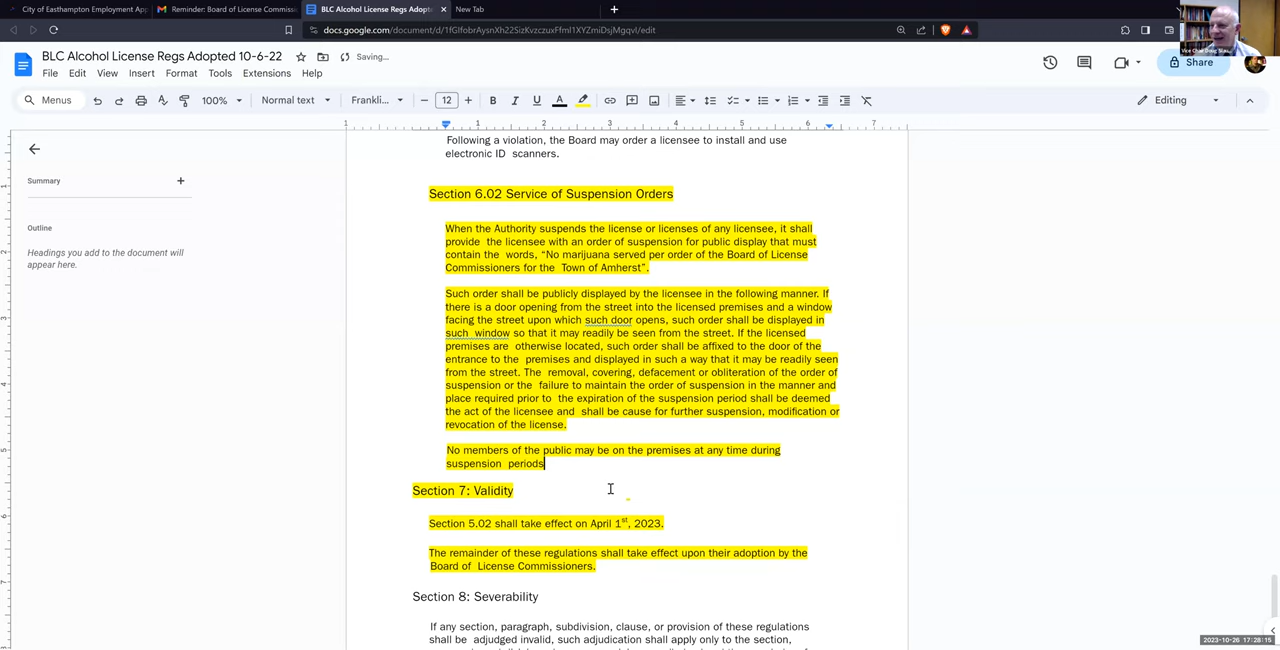 City of Easthampton Employment App
Reminder: Board of License Commiss
BLC Alcohol License Regs Adopte
New Tab
docs.google.com/document/d/1fGIfobrAysnXh22SizKvzczuxFfml1XYZmiDsjMgqvI/edit
BLC Alcohol License Regs Adopted 10-6-22
Saving...
File Edit View Insert Format Tools Extensions Help
Share
Menus
100%
Normal text
Frankli...
12
Editing
Summary
Outline
Headings you add to the document will
appear here.
Following a violation, the Board may order a licensee to install and use
electronic ID scanners.
Section 6.02 Service of Suspension Orders
When the Authority suspends the license or licenses of any licensee, it shall
provide the licensee with an order of suspension for public display that must
contain the words, “No marijuana served per order of the Board of License
Commissioners for the Town of Amherst”.
Such order shall be publicly displayed by the licensee in the following manner. If
there is a door opening from the street into the licensed premises and a window
facing the street upon which such door opens, such order shall be displayed in
such window so that it may readily be seen from the street. If the licensed
premises are otherwise located, such order shall be affixed to the door of the
entrance to the premises and displayed in such a way that it may be readily seen
from the street. The removal, covering, defacement or obliteration of the order of
suspension or the failure to maintain the order of suspension in the manner and
place required prior to the expiration of the suspension period shall be deemed
the act of the licensee and shall be cause for further suspension, modification or
revocation of the license.
No members of the public may be on the premises at any time during
suspension periods
Section 7: Validity
Section 5.02 shall take effect on April 1st, 2023.
The remainder of these regulations shall take effect upon their adoption by the
Board of License Commissioners.
Section 8: Severability
If any section, paragraph, subdivision, clause, or provision of these regulations
shall be adjudged invalid, such adjudication shall apply only to the section,
2023-10-26 17:28:15